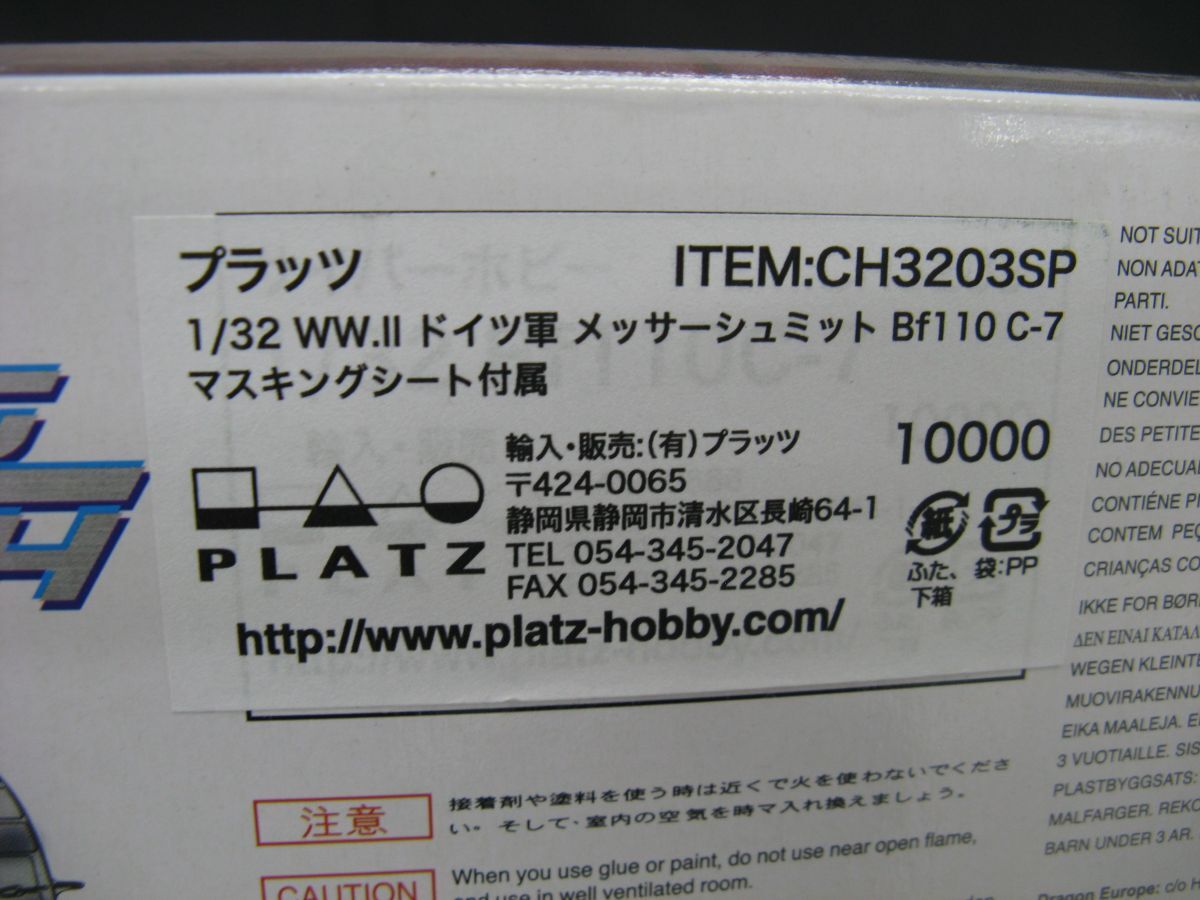 プラッツ ITEM:CH3203SP
1/32 WW.II ドイツ軍 メッサーシュミット Bf110 C-7
マスキングシート付属
輸入・販売:(有)プラッツ 10000
〒424-0065
静岡県静岡市清水区長崎64-1
TEL 054-345-2047
FAX 054-345-2285
PLATZ
紙 プラ
ふた、 袋:PP
下箱
http://www.platz-hobby.com/
注意
接着剤や塗料を使う時は近くで火を使わないでくださ
い。そして、室内の空気を時々入れ換えましょう。
CAUTION
When you use glue or paint, do not use near open flame,
and use in well ventilated room.
NOT SUIT
NON ADA
PARTI.
NIET GESC
ONDERDEL
NE CONVIE
DES PETITE
NO ADECUA
CONTIÉNE P
CONTEM PEÇ
CRIANÇAS CO
IKKE FOR BØR
ΔΕΝ ΕΙΝΑΙ ΚΑΤΑΛ
WEGEN KLEINTE
MUOVIRAKENNU
EIKA MAALEJA. E
3 VUOTIAILLE. SIS
PLASTBYGGSATS:
MALFARGER. REKO
BARN UNDER 3 AR.
Dragon Europe: c/o H